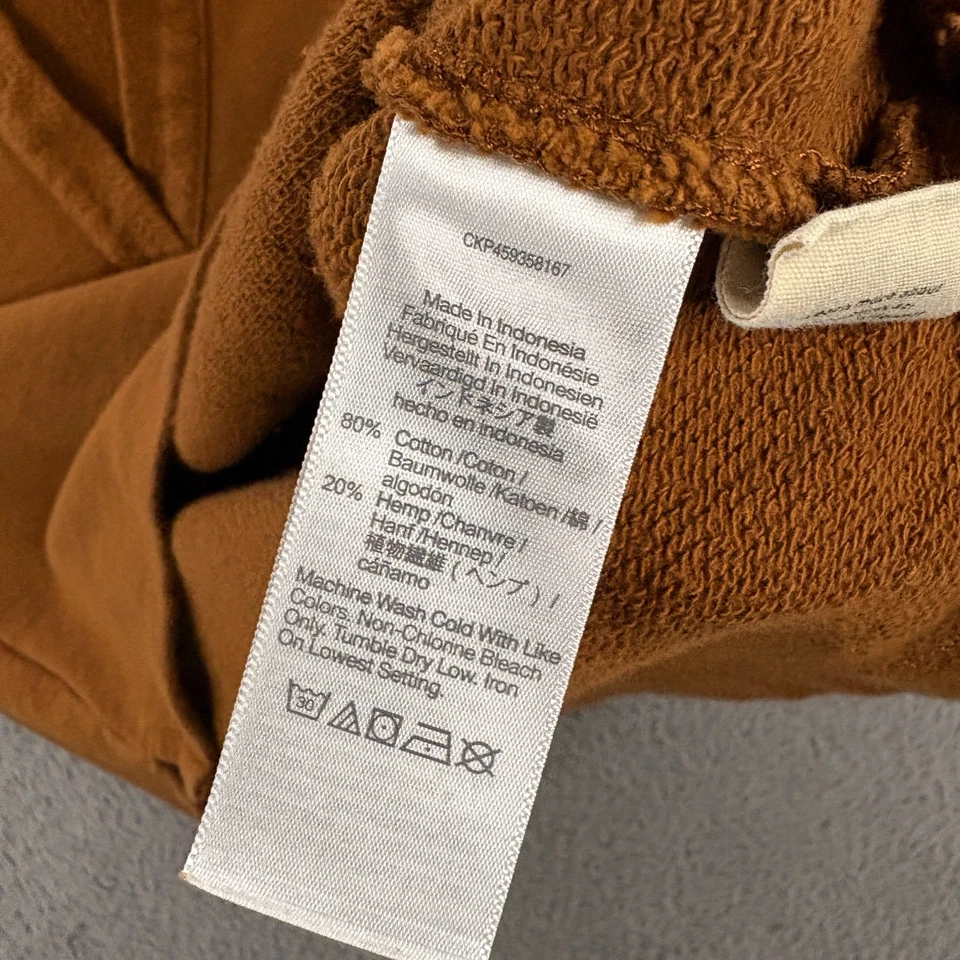 CKP459358167
Made In Indonesia
Fabriqué En Indonésie
Hergestellt In Indonesien
Vervaardigd In Indonesië
インドネシア製
hecho en indonesia
80% Cotton /Coton /
Baumwolle /Katoen /綿 /
algodón
20% Hemp /Chanvre /
Hanf /Hennep /
植物繊維 (ヘンプ) /
cáñamo
Machine Wash Cold With Like
Colors. Non-Chlorine Bleach
Only. Tumble Dry Low. Iron
On Lowest Setting.
30